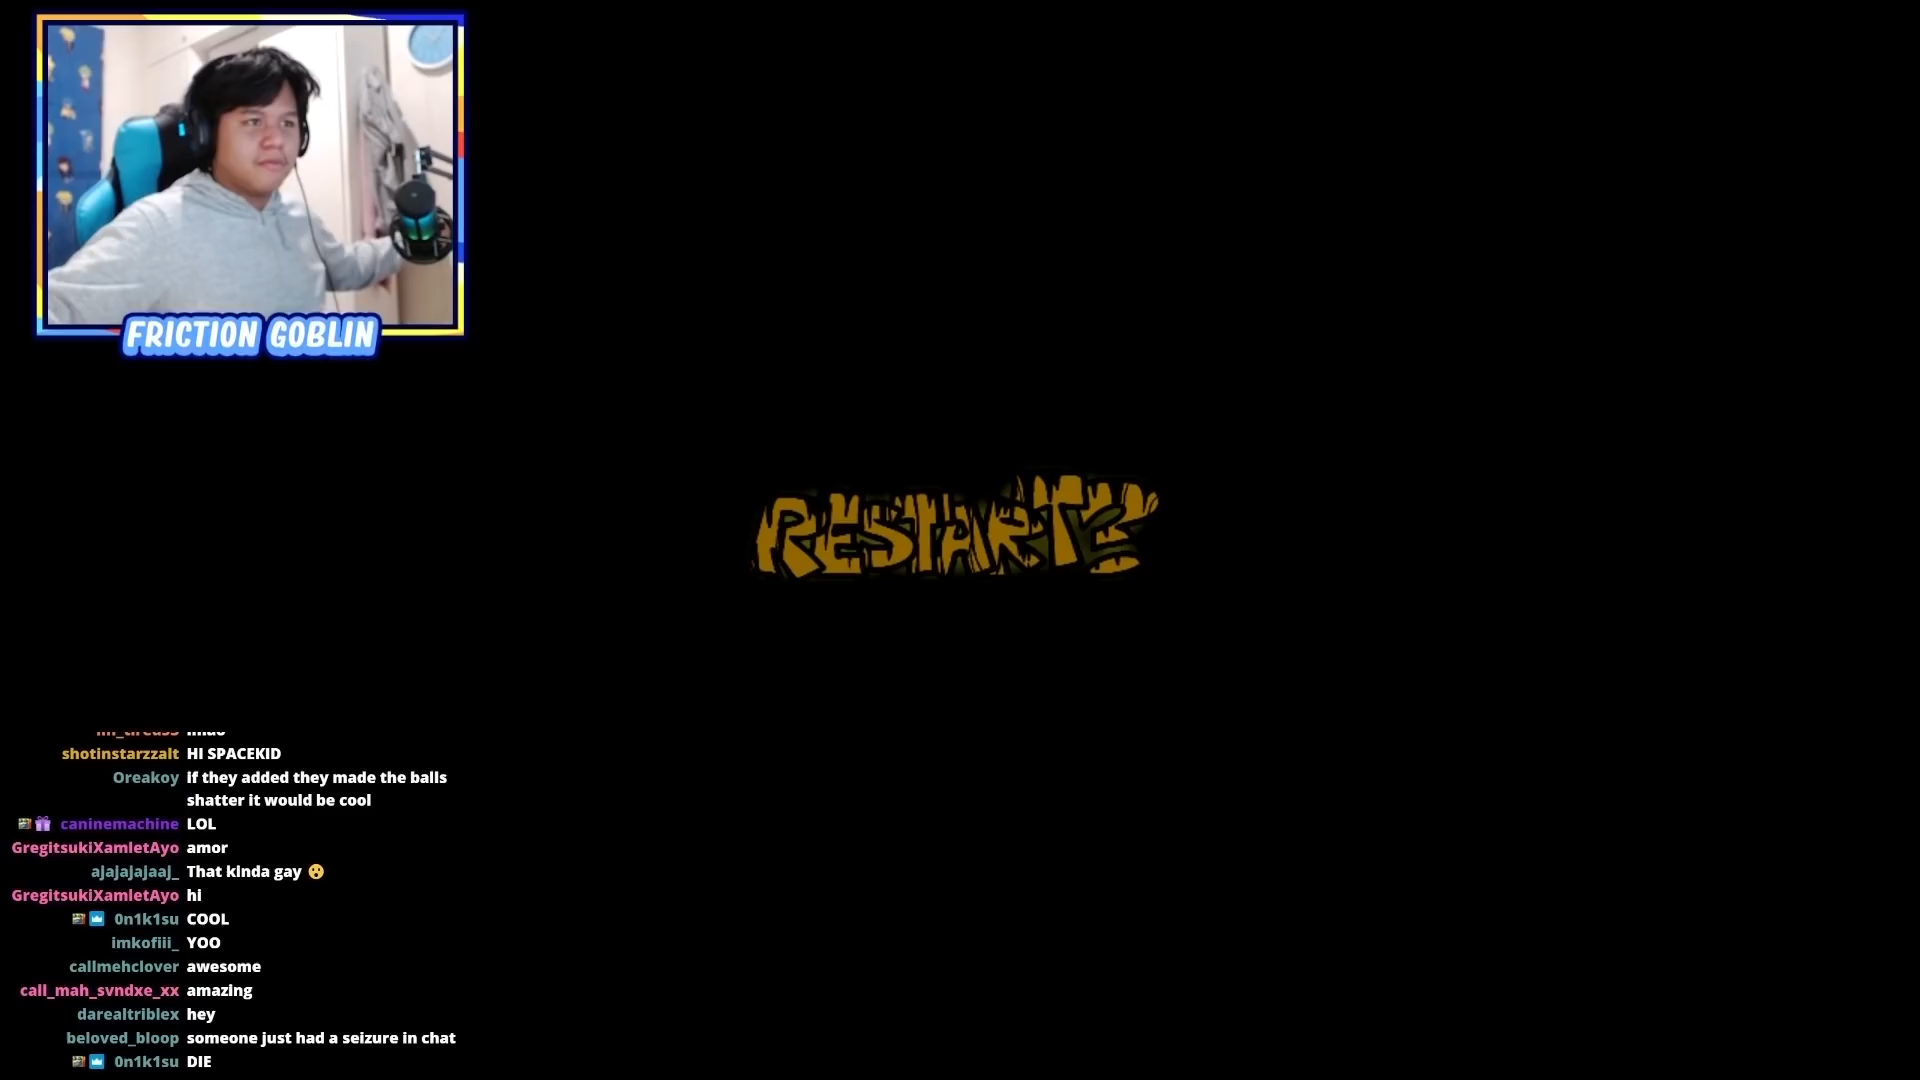 FRICTION GOBLIN
RESTART?
shotinstarzzalt HI SPACEKID
Oreakoy if they added they made the balls
shatter it would be cool
caninemachine LOL
GregitsukiXamletAyo amor
ajajajajaaj_ That kinda gay 😮
GregitsukiXamletAyo hi
0n1k1su COOL
imkofiii_ YOO
callmehclover awesome
call_mah_svndxe_xx amazing
darealtriblex hey
beloved_bloop someone just had a seizure in chat
0n1k1su DIE